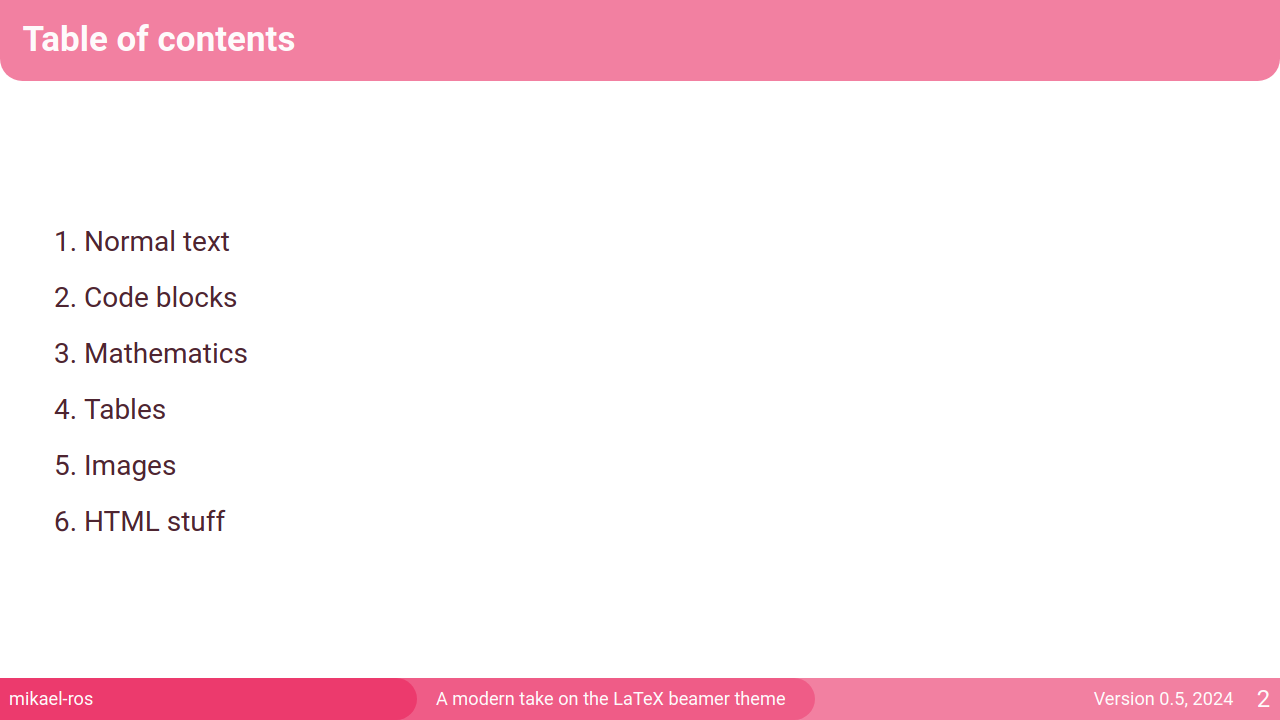 Table of contents
1. Normal text
2. Code blocks
3. Mathematics
4. Tables
5. Images
6. HTML stuff
mikael-ros
A modern take on the LaTeX beamer theme
Version 0.5, 2024
2